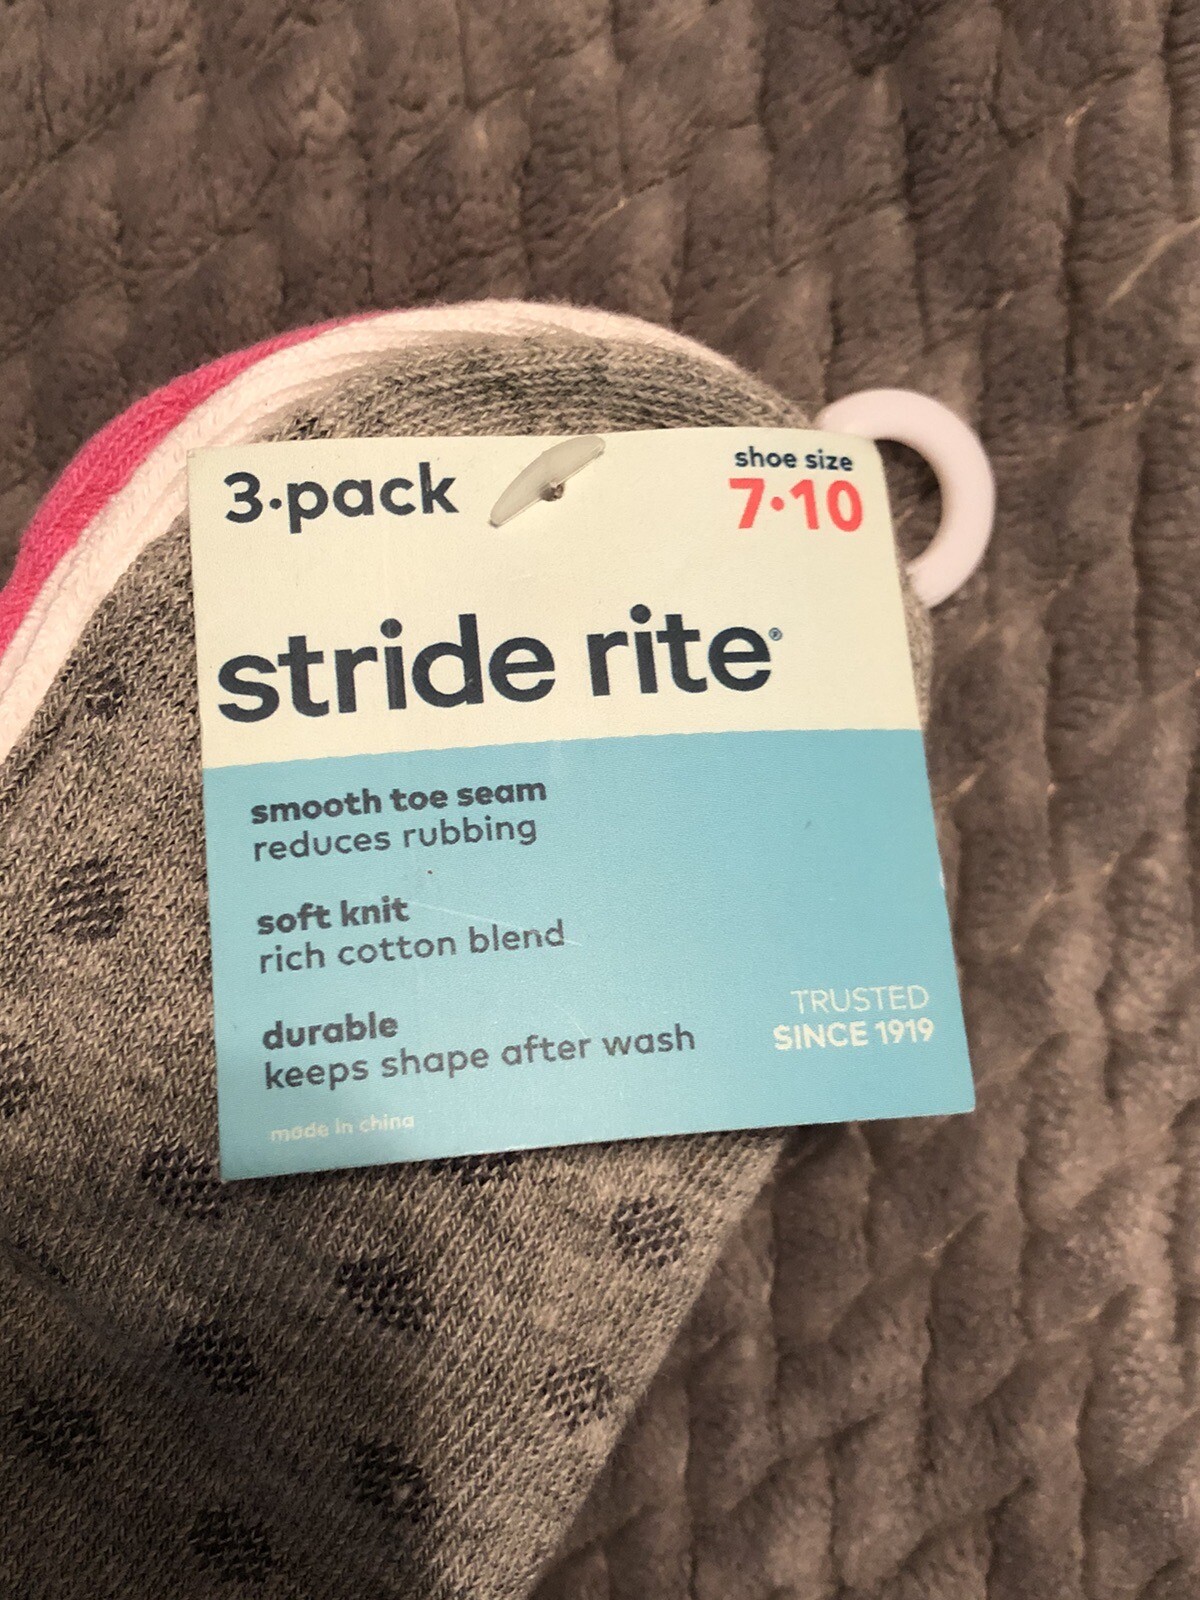 3·pack
shoe size
7·10
stride rite®
smooth toe seam
reduces rubbing
soft knit
rich cotton blend
durable
keeps shape after wash
TRUSTED
SINCE 1919
made in china